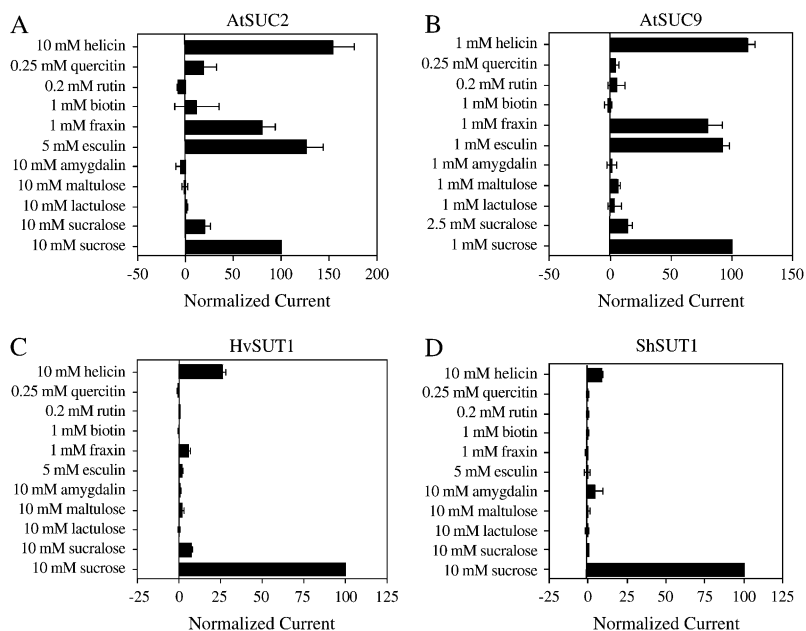 A
AtSUC2
10 mM helicin
0.25 mM quercitin
0.2 mM rutin
1 mM biotin
1 mM fraxin
5 mM esculin
10 mM amygdalin
10 mM maltulose
10 mM lactulose
10 mM sucralose
10 mM sucrose
-50 0 50 100 150 200
Normalized Current
B
AtSUC9
1 mM helicin
0.25 mM quercitin
0.2 mM rutin
1 mM biotin
1 mM fraxin
1 mM esculin
1 mM amygdalin
1 mM maltulose
1 mM lactulose
2.5 mM sucralose
1 mM sucrose
-50 0 50 100 150
Normalized Current
C
HvSUT1
10 mM helicin
0.25 mM quercitin
0.2 mM rutin
1 mM biotin
1 mM fraxin
5 mM esculin
10 mM amygdalin
10 mM maltulose
10 mM lactulose
10 mM sucralose
10 mM sucrose
-25 0 25 50 75 100 125
Normalized Current
D
ShSUT1
10 mM helicin
0.25 mM quercitin
0.2 mM rutin
1 mM biotin
1 mM fraxin
5 mM esculin
10 mM amygdalin
10 mM maltulose
10 mM lactulose
10 mM sucralose
10 mM sucrose
-25 0 25 50 75 100 125
Normalized Current